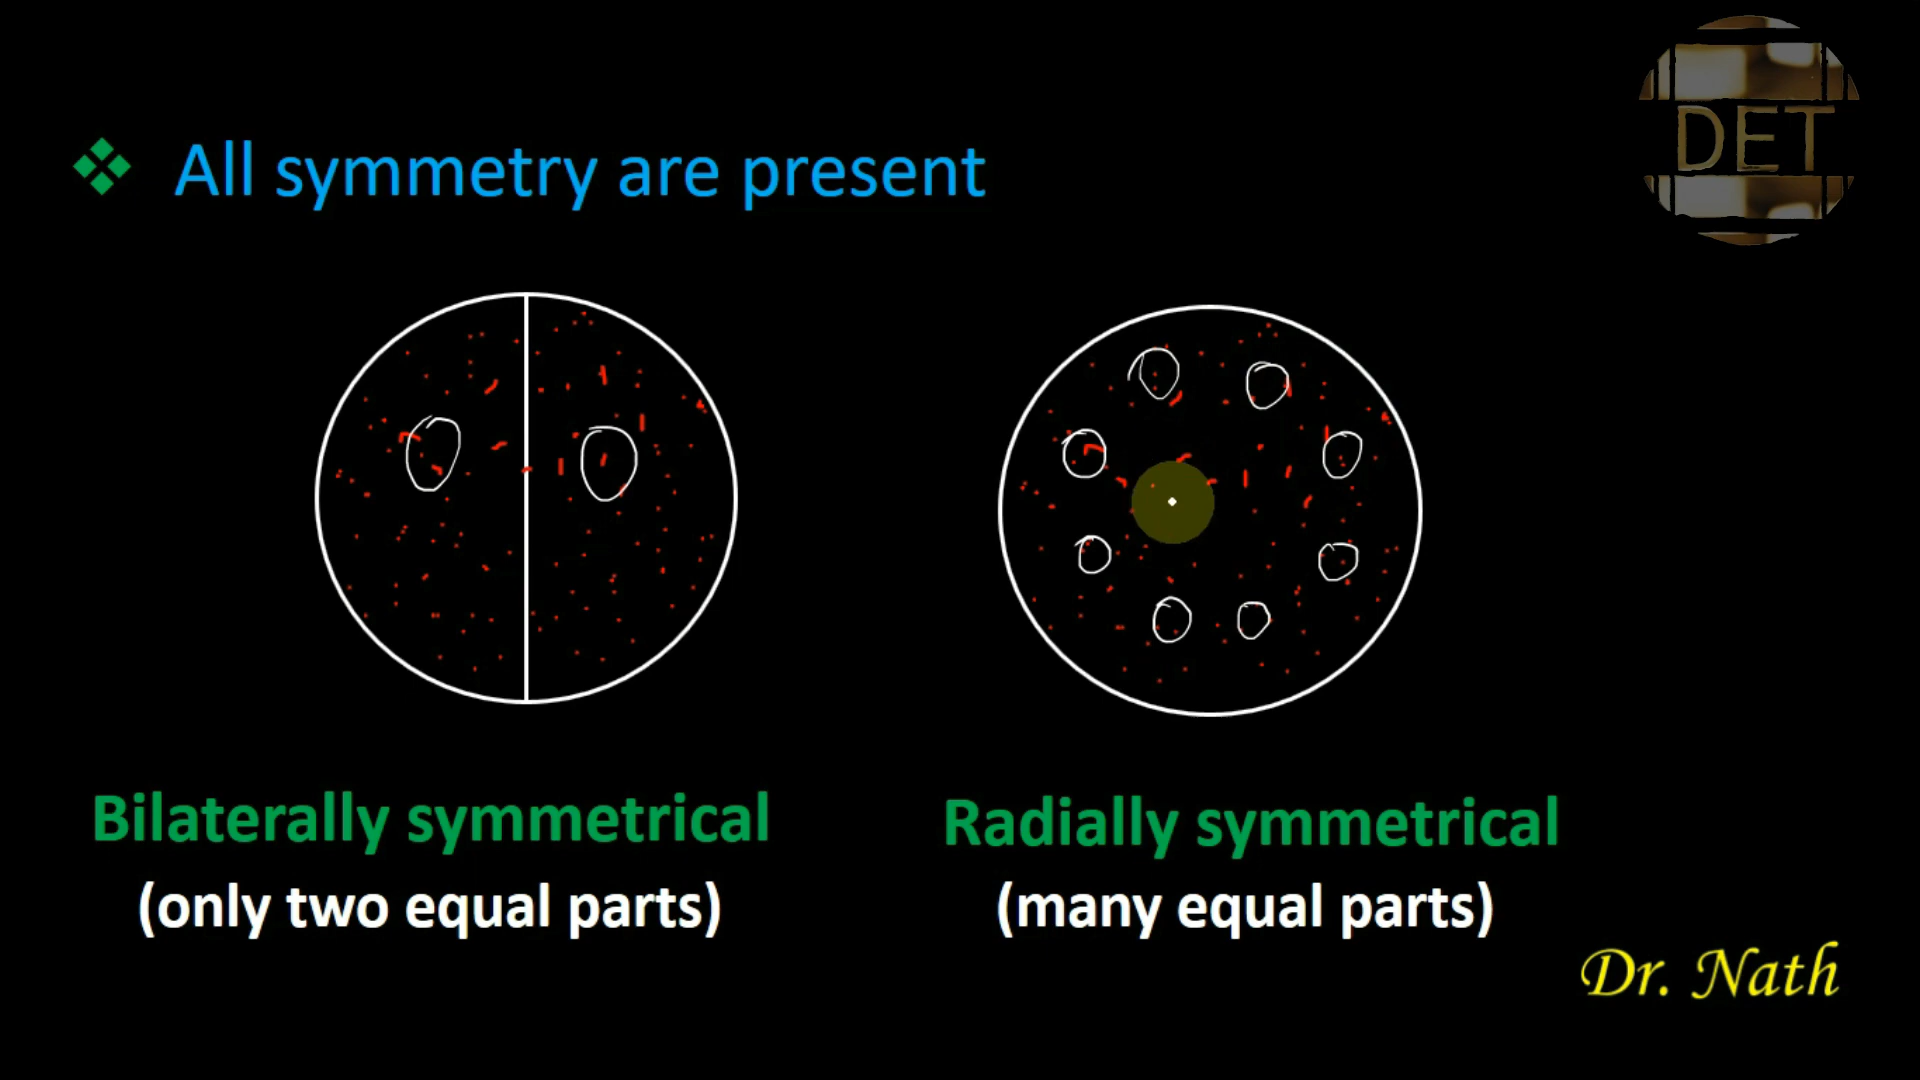 DET
All symmetry are present
Bilaterally symmetrical
(only two equal parts)
Radially symmetrical
(many equal parts)
Dr. Nath